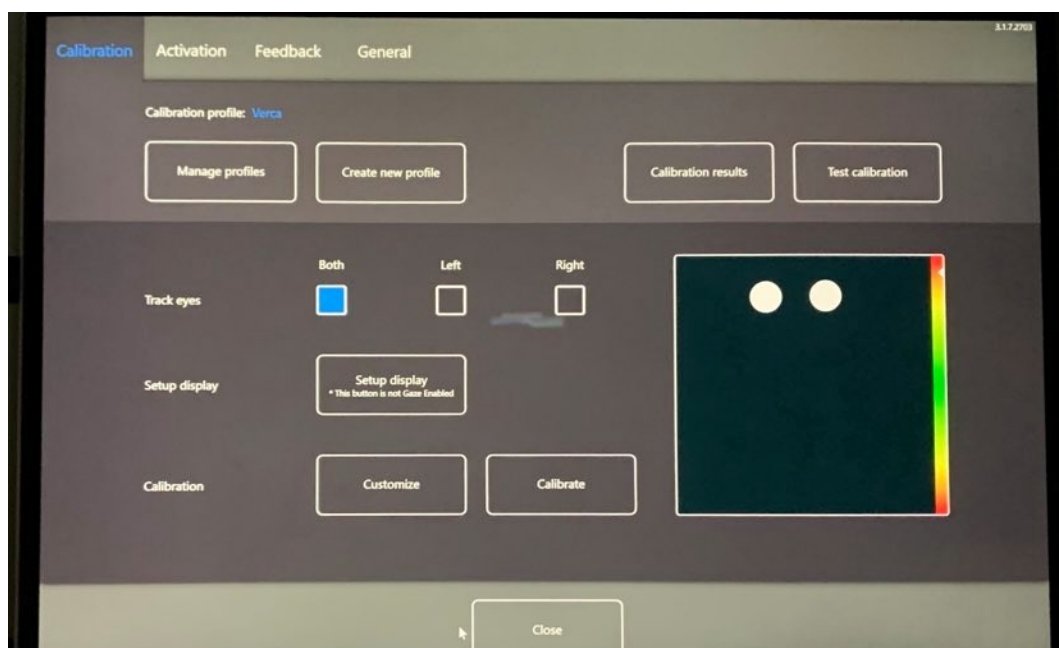 3.1.7.2703
Calibration Activation Feedback General
Calibration profile: Verca
Manage profiles Create new profile Calibration results Test calibration
Both Left Right
Track eyes
Setup display Setup display
* This button is not Gaze Enabled
Calibration Customize Calibrate
Close